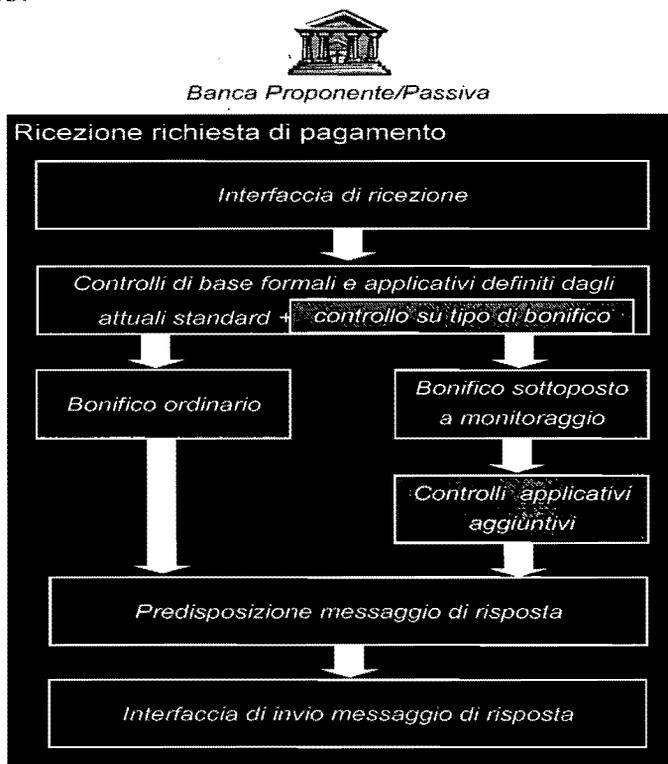 Banca Proponente/Passiva
Ricezione richiesta di pagamento
Interfaccia di ricezione
Controlli di base formali e applicativi definiti dagli
attuali standard + controllo su tipo di bonifico
Bonifico ordinario
Bonifico sottoposto
a monitoraggio
Controlli applicativi
aggiuntivi
Predisposizione messaggio di risposta
Interfaccia di invio messaggio di risposta